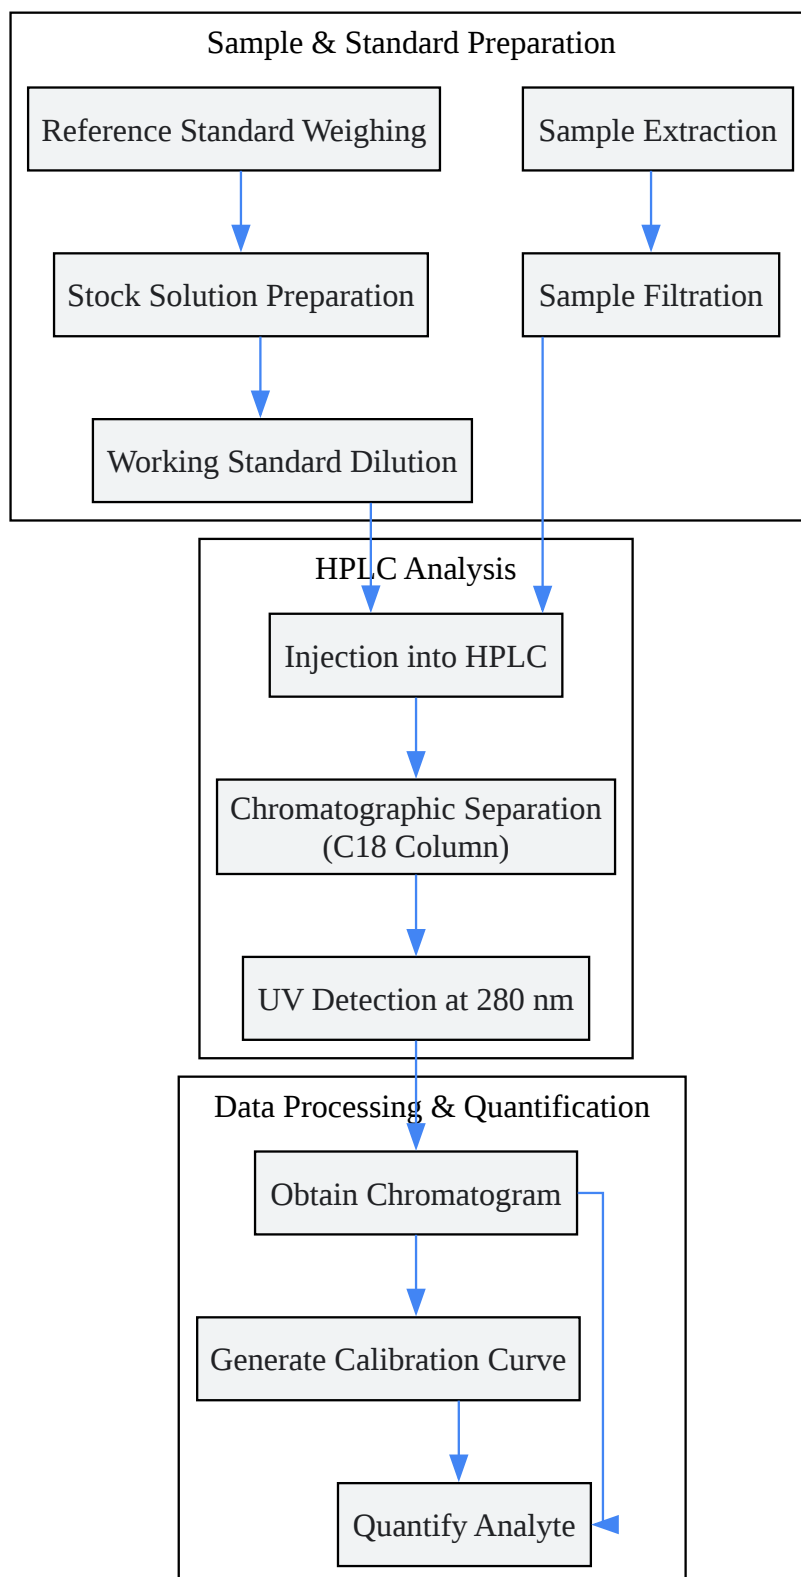 Sample & Standard Preparation
Reference Standard Weighing
Sample Extraction
Stock Solution Preparation
Sample Filtration
Working Standard Dilution
HPLC Analysis
Injection into HPLC
Chromatographic Separation
(C18 Column)
UV Detection at 280 nm
Data Processing & Quantification
Obtain Chromatogram
Generate Calibration Curve
Quantify Analyte